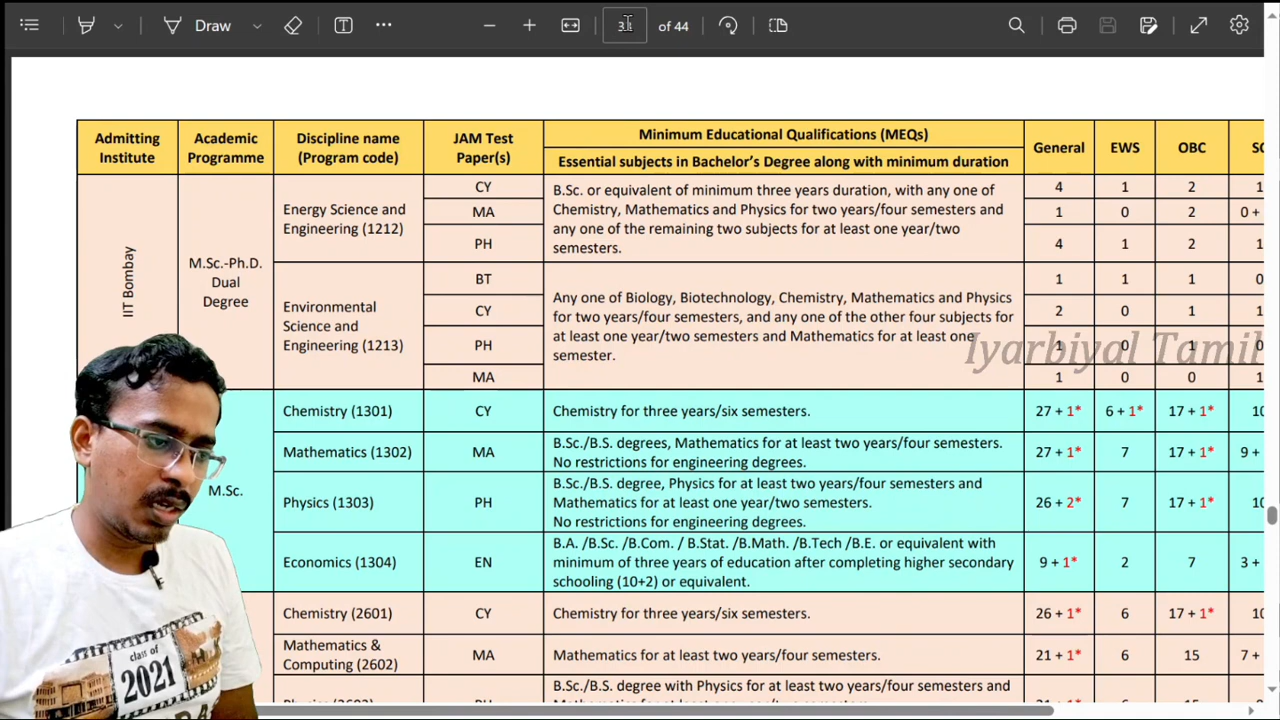 Draw
of 44
Admitting Institute
Academic Programme
Discipline name (Program code)
JAM Test Paper(s)
Minimum Educational Qualifications (MEQs)
Essential subjects in Bachelor's Degree along with minimum duration
General
EWS
OBC
IIT Bombay
M.Sc.-Ph.D. Dual Degree
Energy Science and Engineering (1212)
CY
MA
PH
B.Sc. or equivalent of minimum three years duration, with any one of
Chemistry, Mathematics and Physics for two years/four semesters and
any one of the remaining two subjects for at least one year/two
semesters.
4 1 2 1
1 0 2 0 +
4 1 2 1
Environmental Science and Engineering (1213)
BT
CY
PH
MA
Any one of Biology, Biotechnology, Chemistry, Mathematics and Physics
for two years/four semesters, and any one of the other four subjects for
at least one year/two semesters and Mathematics for at least one
semester.
1 1 1 0
2 0 1 1
1 0 1 0
1 0 0 1
Iyarbiyal Tamil
M.Sc.
Chemistry (1301) CY Chemistry for three years/six semesters. 27 + 1* 6 + 1* 17 + 1* 10
Mathematics (1302) MA
B.Sc./B.S. degrees, Mathematics for at least two years/four semesters.
No restrictions for engineering degrees.
27 + 1* 7 17 + 1* 9 +
Physics (1303) PH
B.Sc./B.S. degree, Physics for at least two years/four semesters and
Mathematics for at least one year/two semesters.
No restrictions for engineering degrees.
26 + 2* 7 17 + 1* 10
Economics (1304) EN
B.A. /B.Sc. /B.Com. / B.Stat. /B.Math. /B.Tech /B.E. or equivalent with
minimum of three years of education after completing higher secondary
schooling (10+2) or equivalent.
9 + 1* 2 7 3 +
Chemistry (2601) CY Chemistry for three years/six semesters. 26 + 1* 6 17 + 1* 10
Mathematics & Computing (2602) MA Mathematics for at least two years/four semesters. 21 + 1* 6 15 7 +
B.Sc./B.S. degree with Physics for at least two years/four semesters and
class of
2021